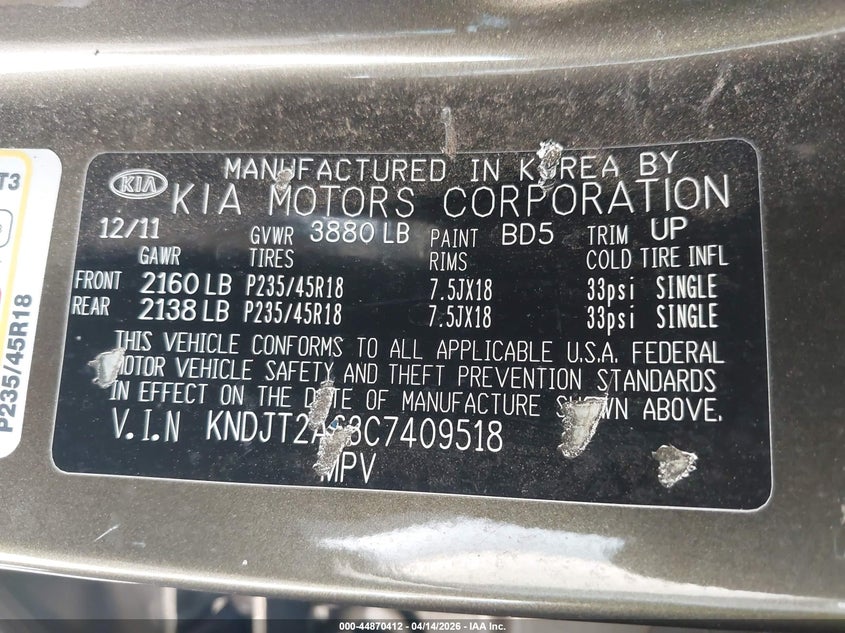 T3
P235/45R18
MANUFACTURED IN KOREA BY
KIA KIA MOTORS CORPORATION
12/11 GVWR 3880 LB PAINT BD5 TRIM UP
GAWR TIRES RIMS COLD TIRE INFL
FRONT 2160 LB P235/45R18 7.5JX18 33psi SINGLE
REAR 2138 LB P235/45R18 7.5JX18 33psi SINGLE
THIS VEHICLE CONFORMS TO ALL APPLICABLE U.S.A. FEDERAL
MOTOR VEHICLE SAFETY AND THEFT PREVENTION STANDARDS
IN EFFECT ON THE DATE OF MANUFACTURE SHOWN ABOVE.
V.I.N KNDJT2A63C7409518
MPV
000-44870412 - 04/14/2026 - IAA Inc.